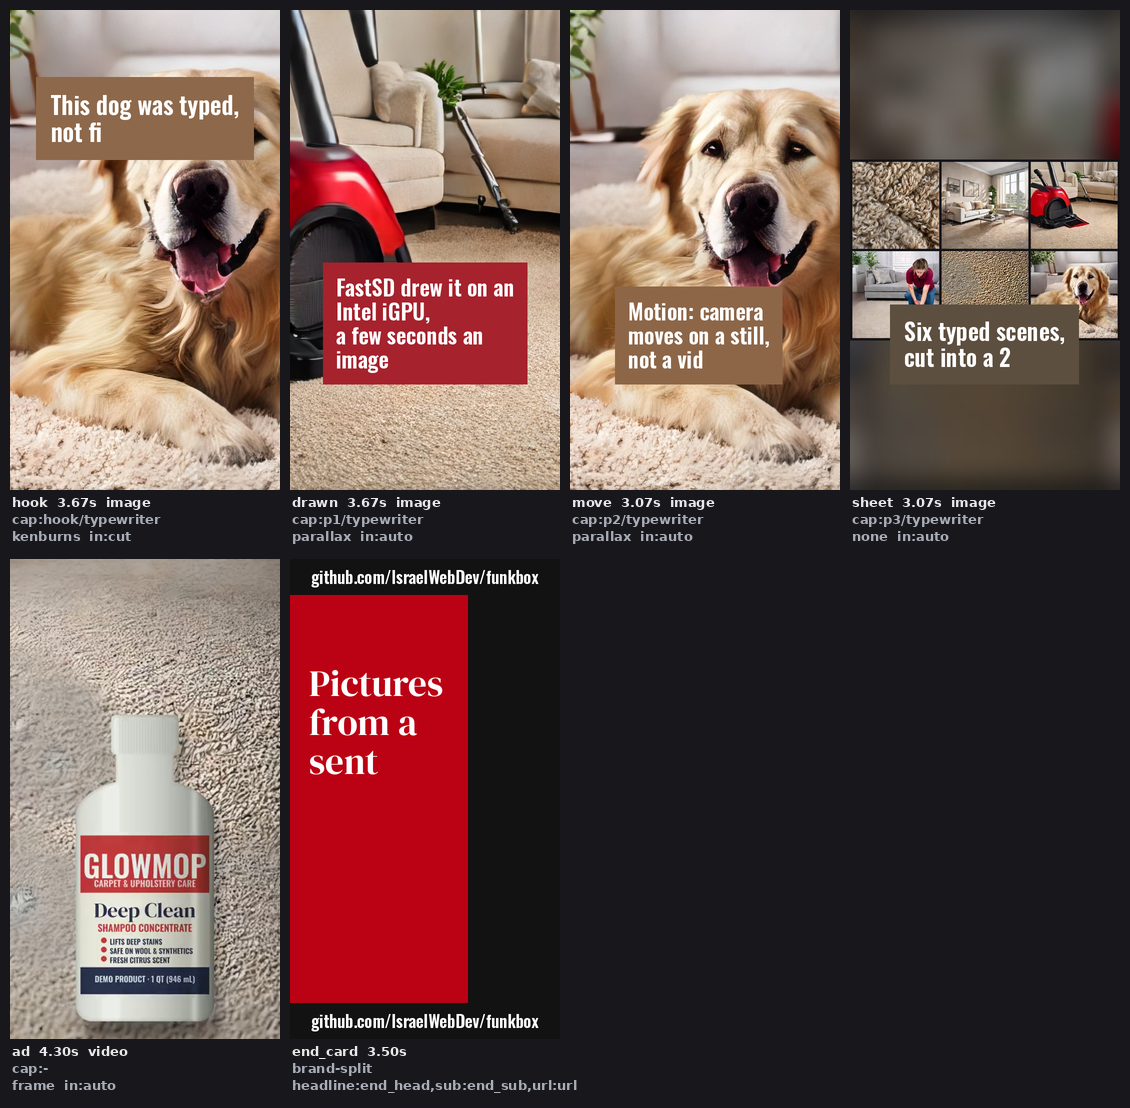 This dog was typed,
not fi
FastSD drew it on an
Intel iGPU,
a few seconds an
image
Motion: camera
moves on a still,
not a vid
Six typed scenes,
cut into a 2
hook 3.67s image
cap:hook/typewriter
kenburns in:cut
drawn 3.67s image
cap:p1/typewriter
parallax in:auto
move 3.07s image
cap:p2/typewriter
parallax in:auto
sheet 3.07s image
cap:p3/typewriter
none in:auto
GLOWMOP
CARPET & UPHOLSTERY CARE
Deep Clean
SHAMPOO CONCENTRATE
LIFTS DEEP STAINS
SAFE ON WOOL & SYNTHETICS
FRESH CITRUS SCENT
DEMO PRODUCT · 1 QT (946 mL)
ad 4.30s video
cap:-
frame in:auto
github.com/IsraelWebDev/funkbox
Pictures
from a
sent
github.com/IsraelWebDev/funkbox
end_card 3.50s
brand-split
headline:end_head,sub:end_sub,url:url